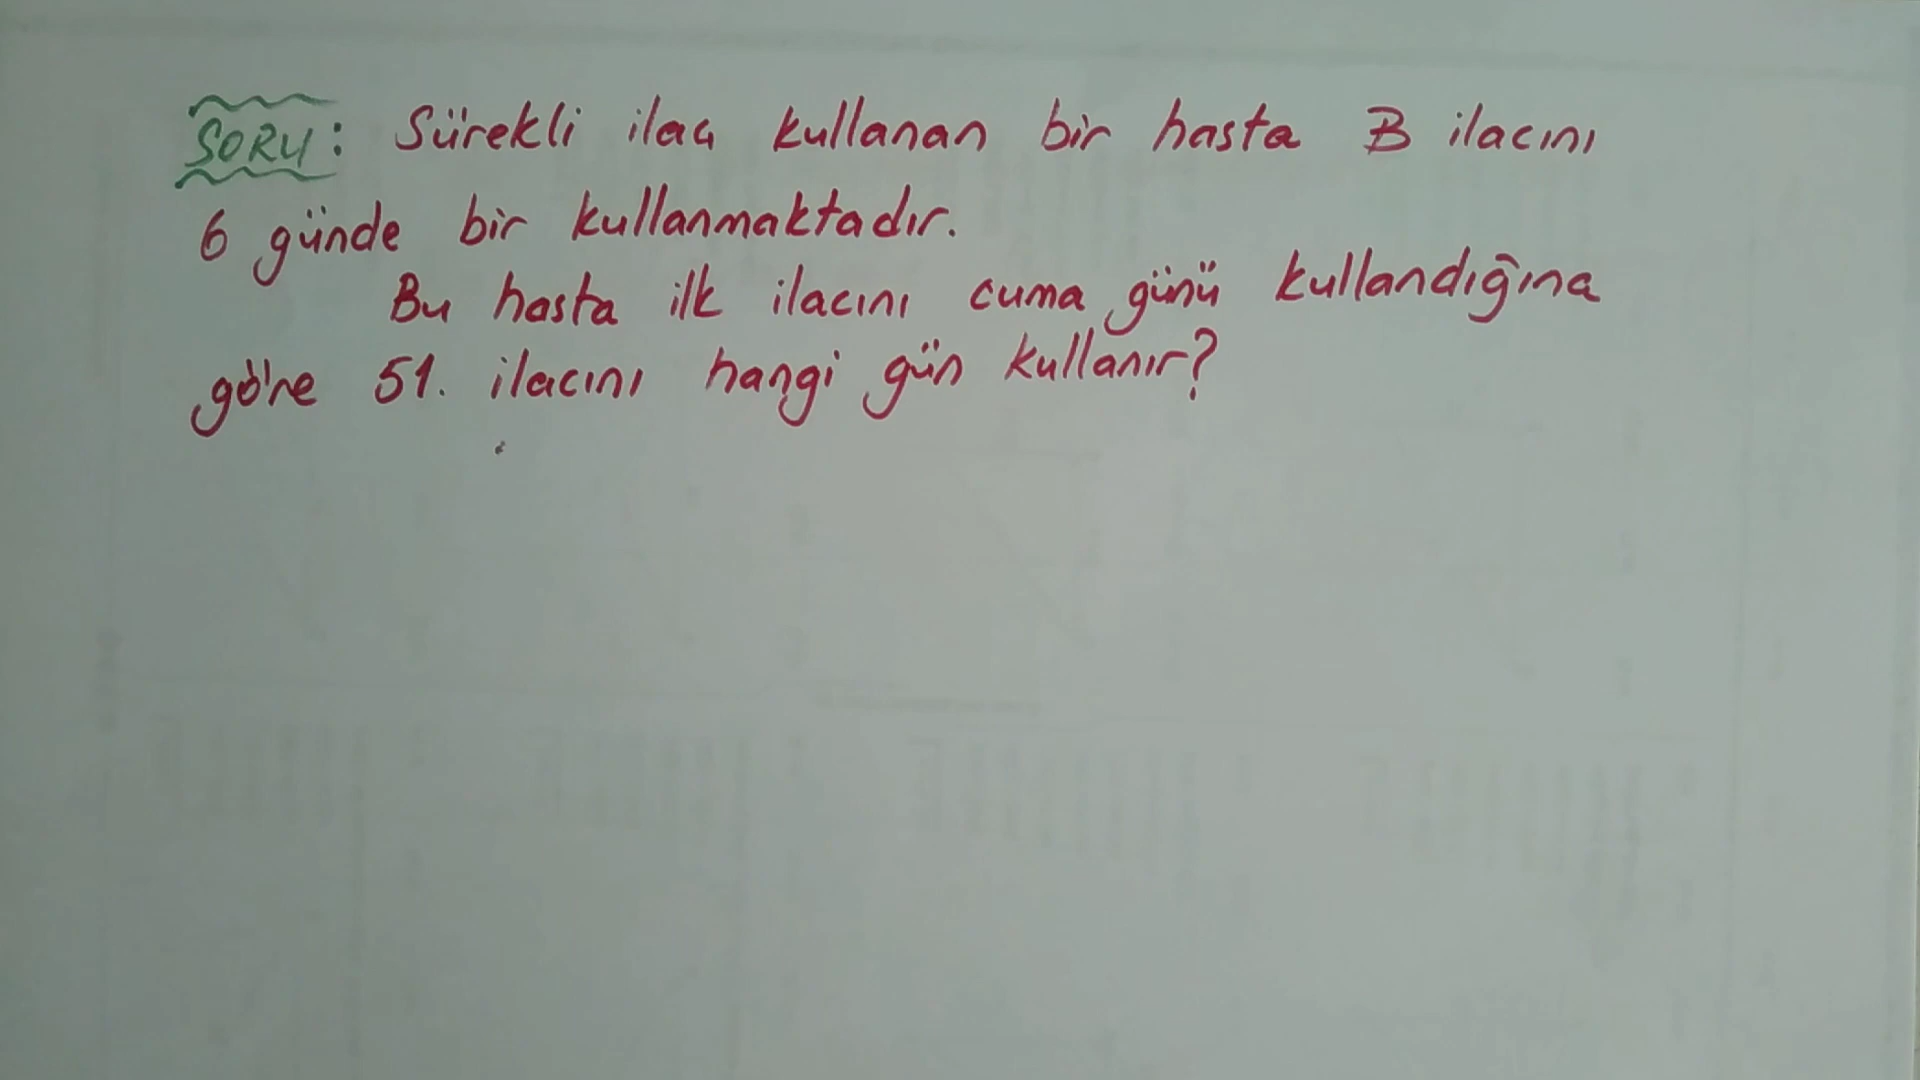 SORU: Sürekli ilaç kullanan bir hasta B ilacını
6 günde bir kullanmaktadır.
Bu hasta ilk ilacını cuma günü kullandığına
göre 51. ilacını hangi gün kullanır?